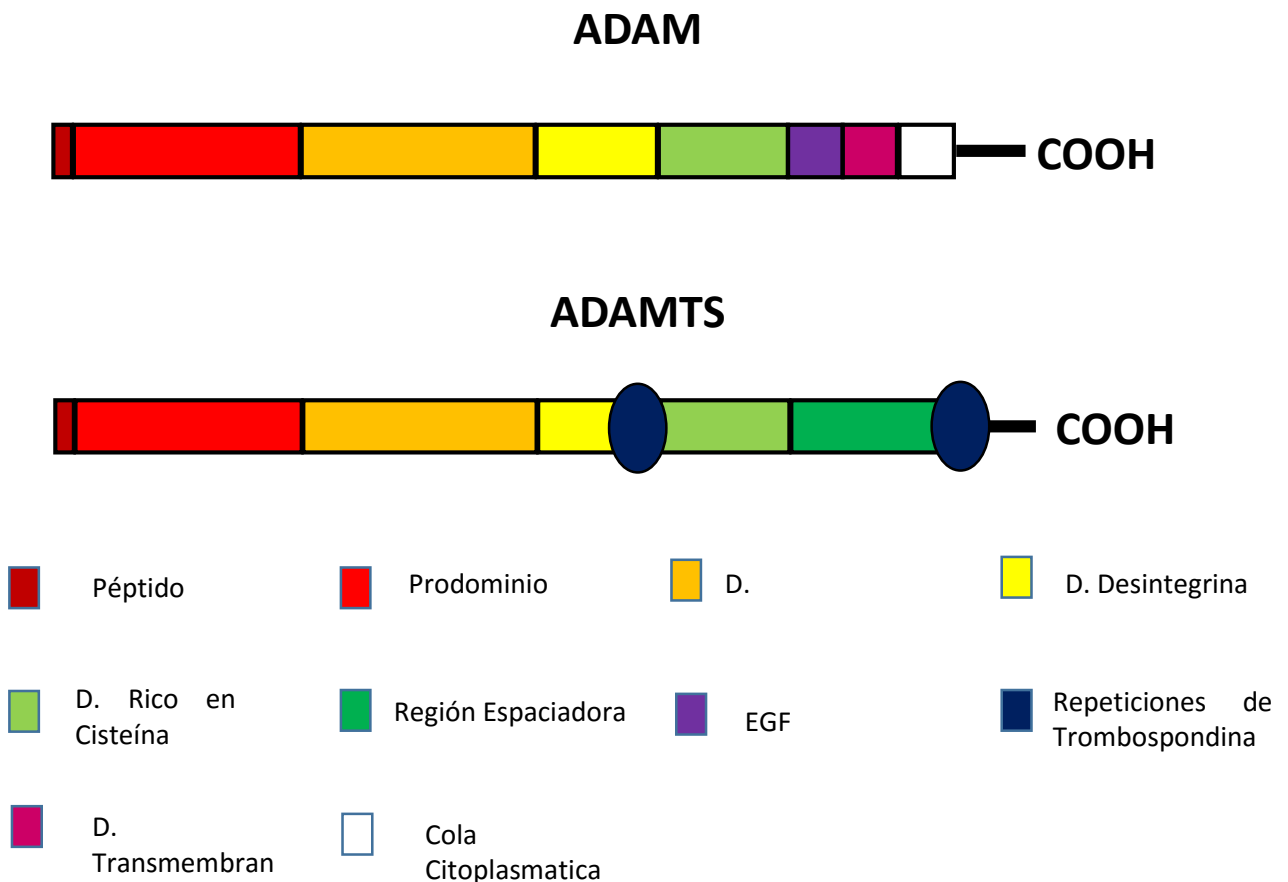 ADAM
COOH
ADAMTS
COOH
Péptido
Prodominio
D.
D. Desintegrina
D. Rico en
Cisteína
Región Espaciadora
EGF
Repeticiones de
Trombospondina
D.
Transmembran
Cola
Citoplasmatica